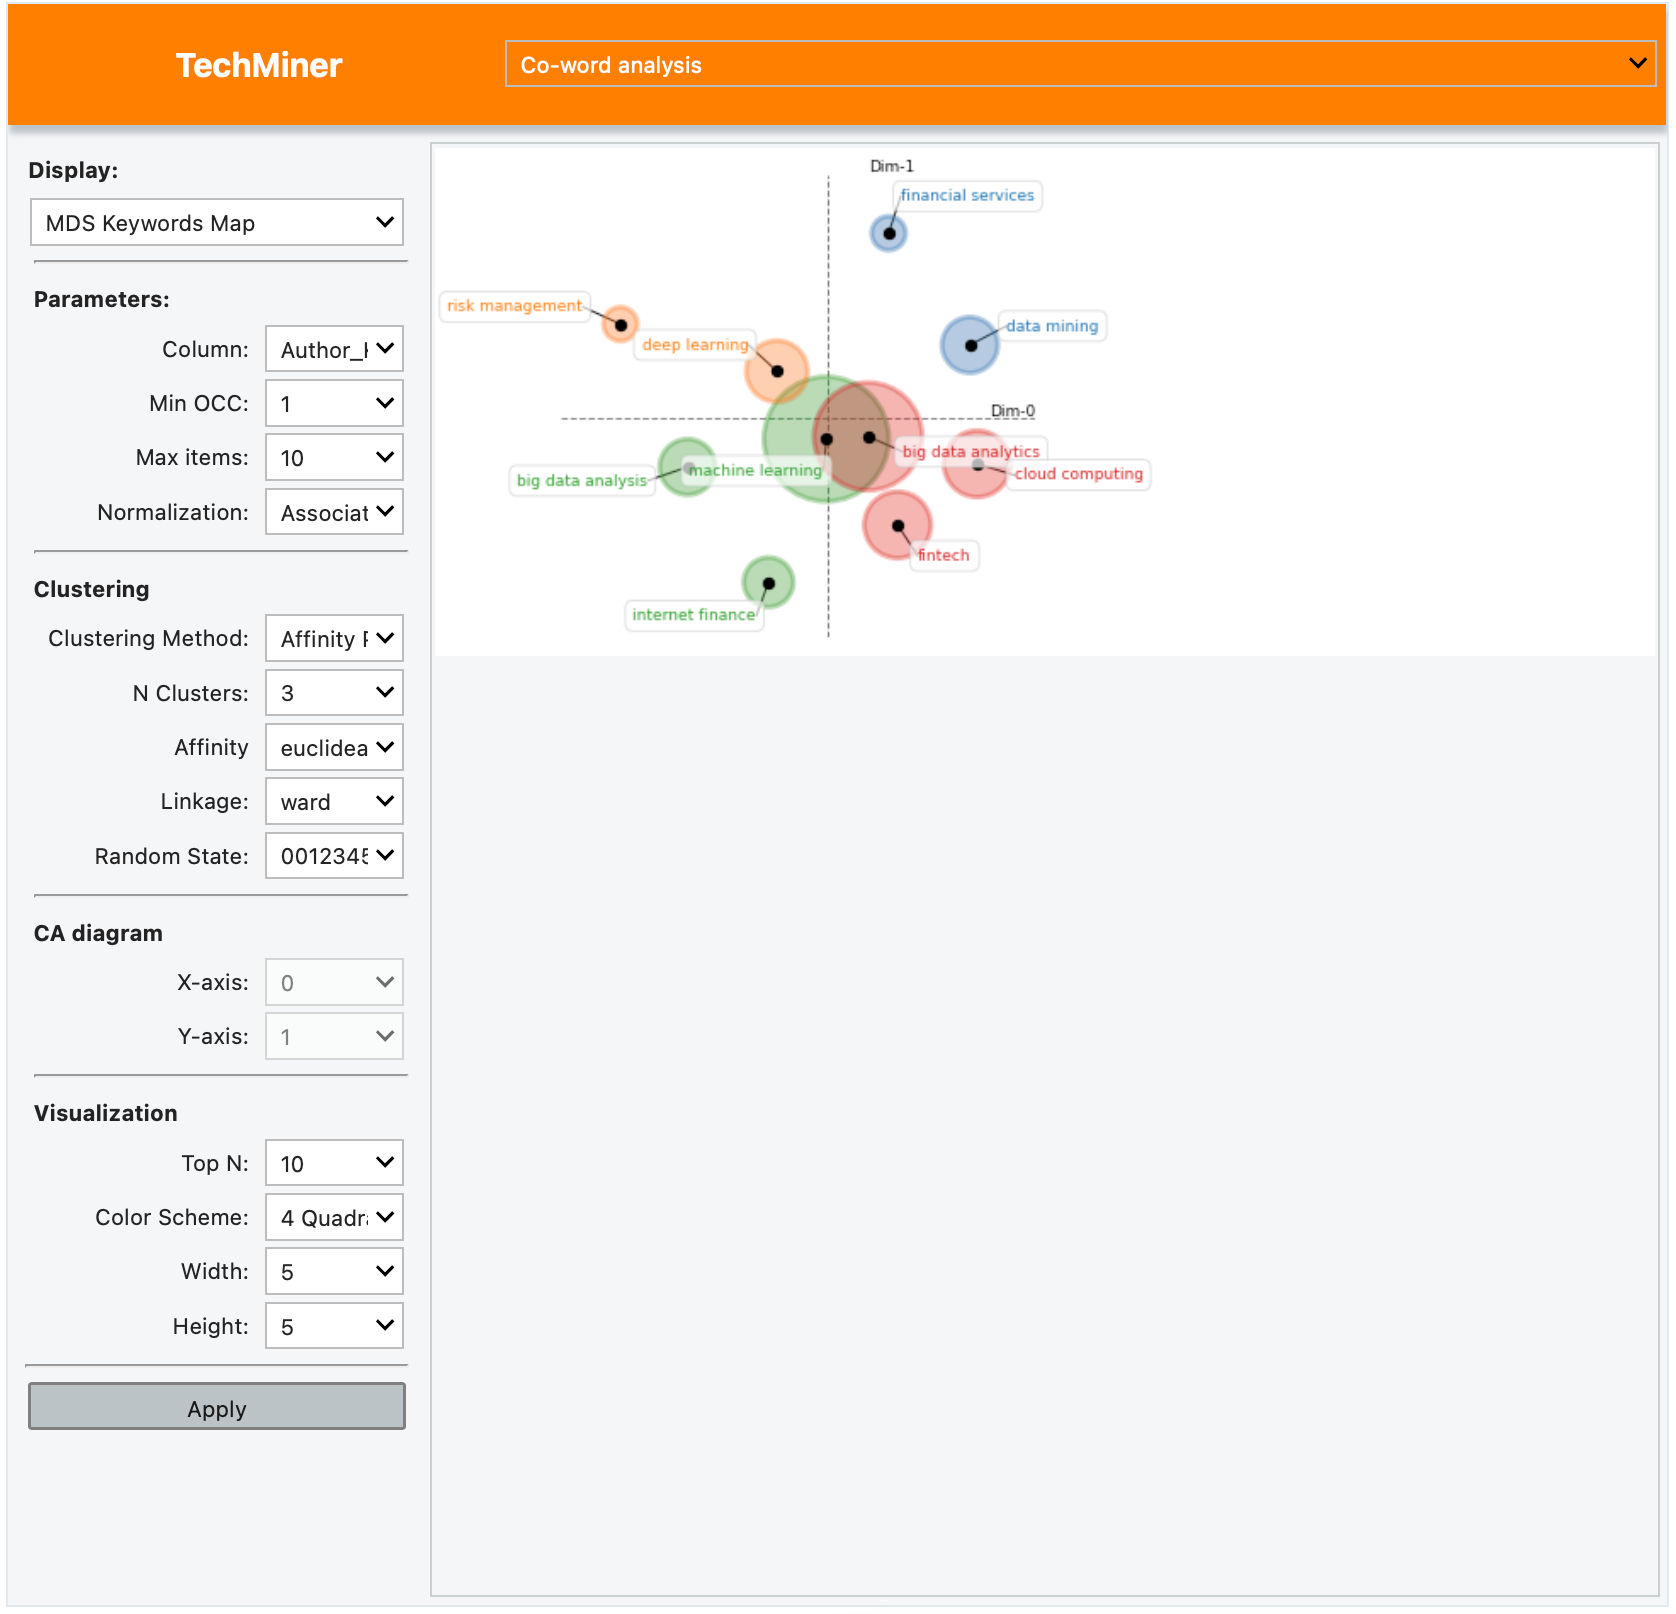 TechMiner
Co-word analysis
Display:
MDS Keywords Map
Parameters:
Column: Author_
Min OCC: 1
Max items: 10
Normalization: Associat
Clustering
Clustering Method: Affinity
N Clusters: 3
Affinity euclidea
Linkage: ward
Random State: 001234
CA diagram
X-axis: 0
Y-axis: 1
Visualization
Top N: 10
Color Scheme: 4 Quadr
Width: 5
Height: 5
Apply
Dim-1
financial services
risk management
data mining
deep learning
Dim-0
big data analytics
machine learning
cloud computing
big data analysis
fintech
internet finance